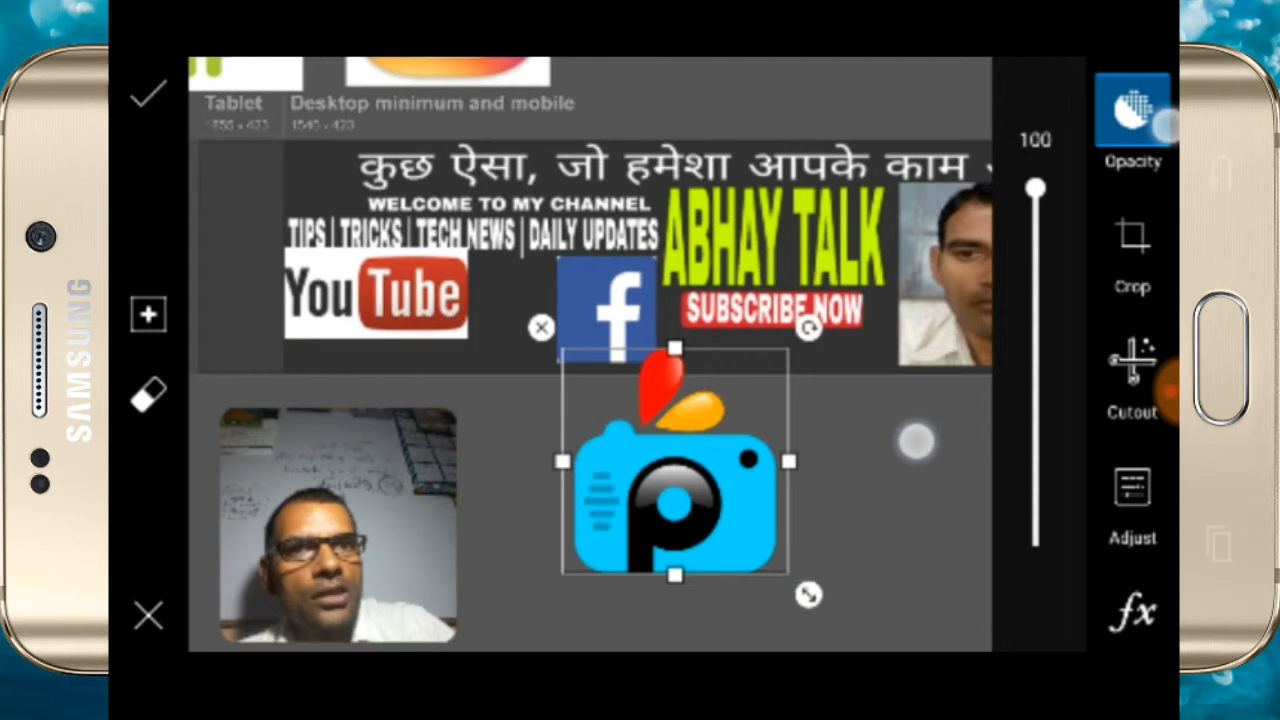 Tablet
Desktop minimum and mobile
100
Opacity
कुछ ऐसा, जो हमेशा आपके काम
WELCOME TO MY CHANNEL
TIPS | TRICKS | TECH NEWS | DAILY UPDATES
ABHAY TALK
YouTube
f
SUBSCRIBE NOW
Crop
Cutout
P
Adjust
fx
SAMSUNG